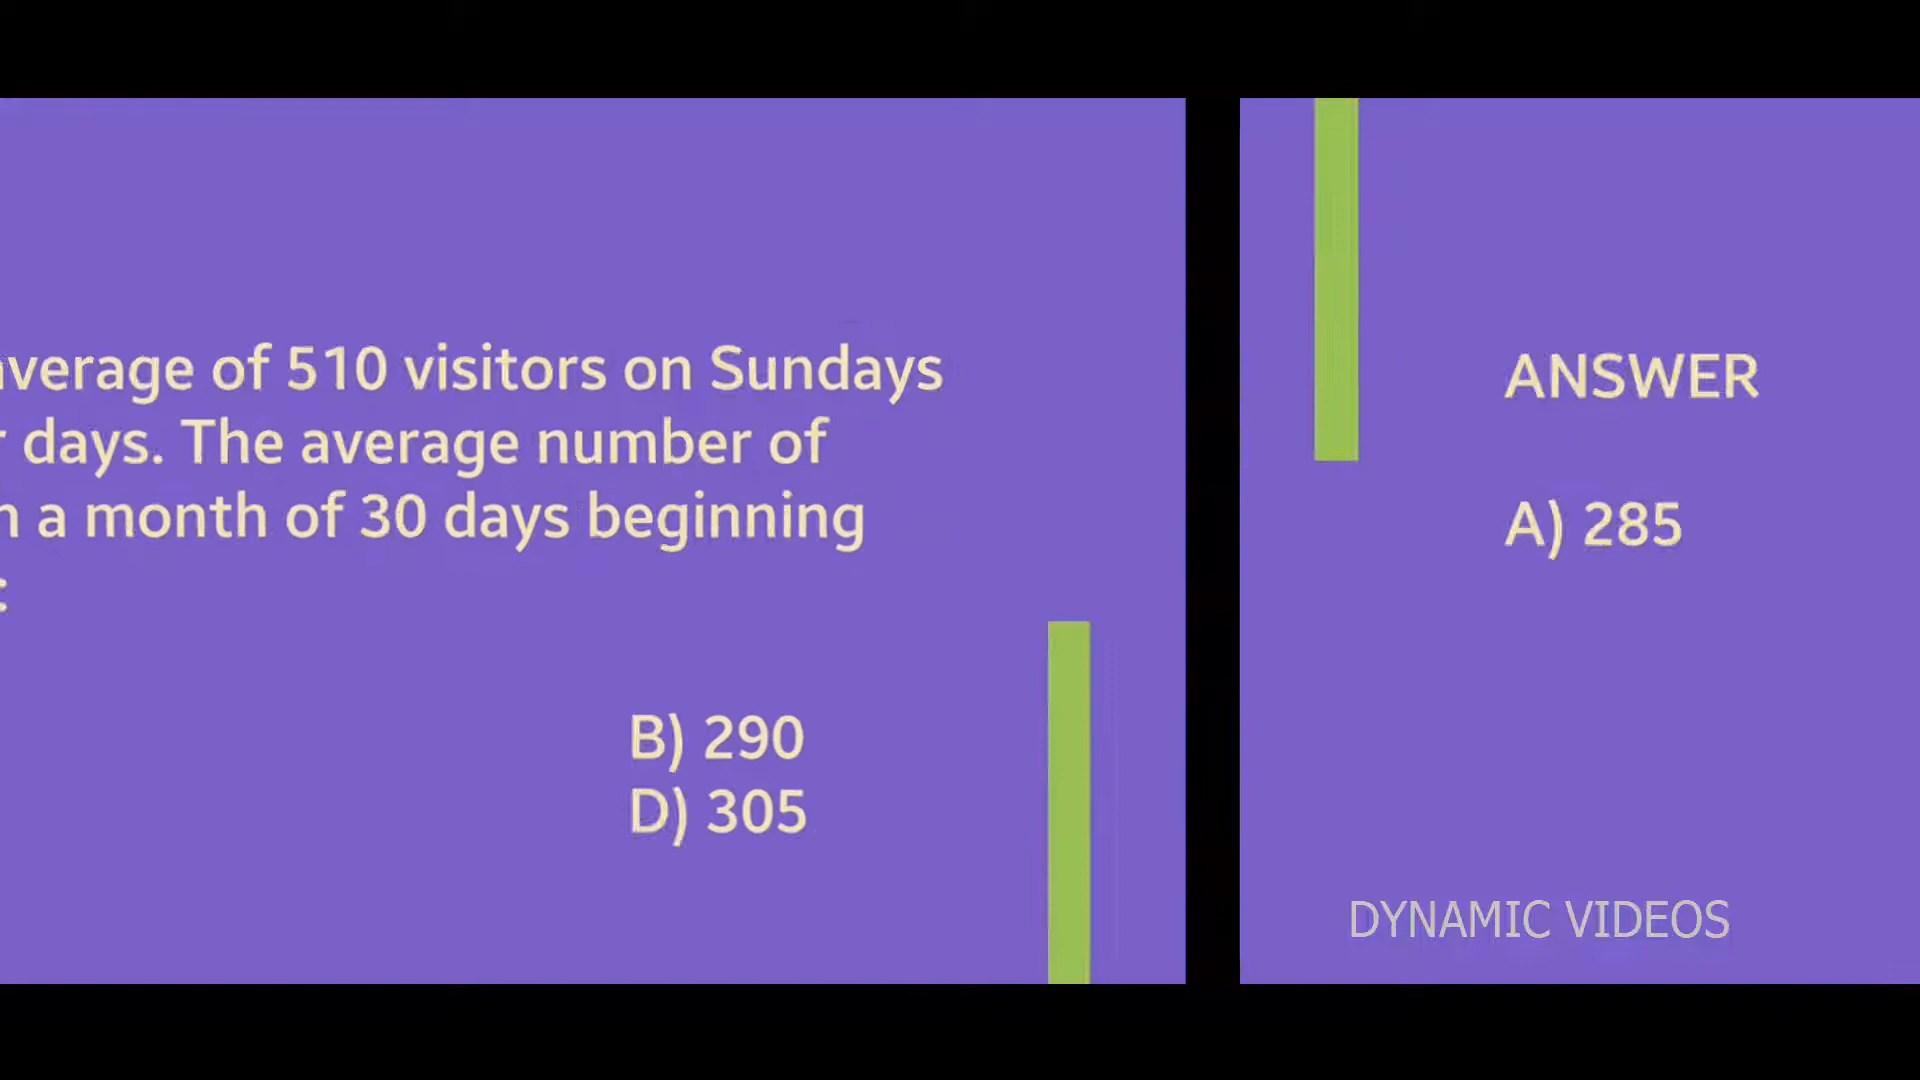 average of 510 visitors on Sundays
days. The average number of
a month of 30 days beginning
:
B) 290
D) 305
ANSWER
A) 285
DYNAMIC VIDEOS